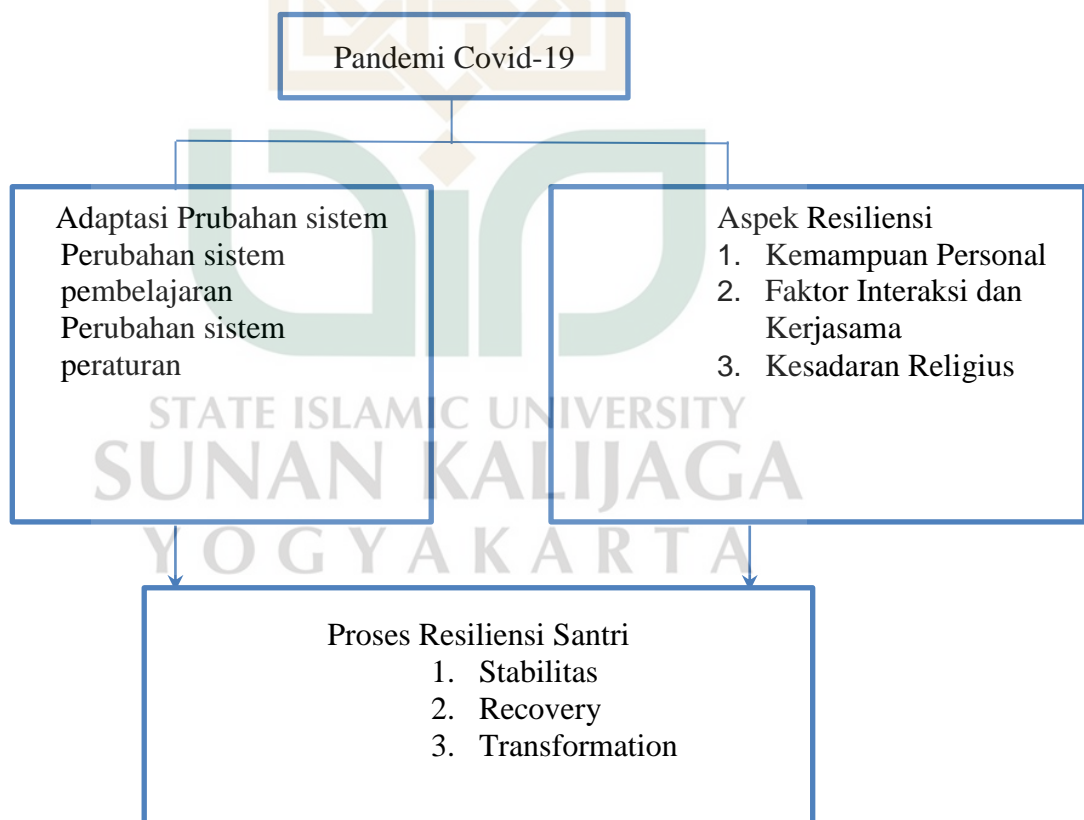 Pandemi Covid-19
Adaptasi Prubahan sistem
Perubahan sistem
pembelajaran
Perubahan sistem
peraturan
Aspek Resiliensi
1. Kemampuan Personal
2. Faktor Interaksi dan
Kerjasama
3. Kesadaran Religius
STATE ISLAMIC UNIVERSITY
SUNAN KALIJAGA
YOGYAKARTA
Proses Resiliensi Santri
1. Stabilitas
2. Recovery
3. Transformation